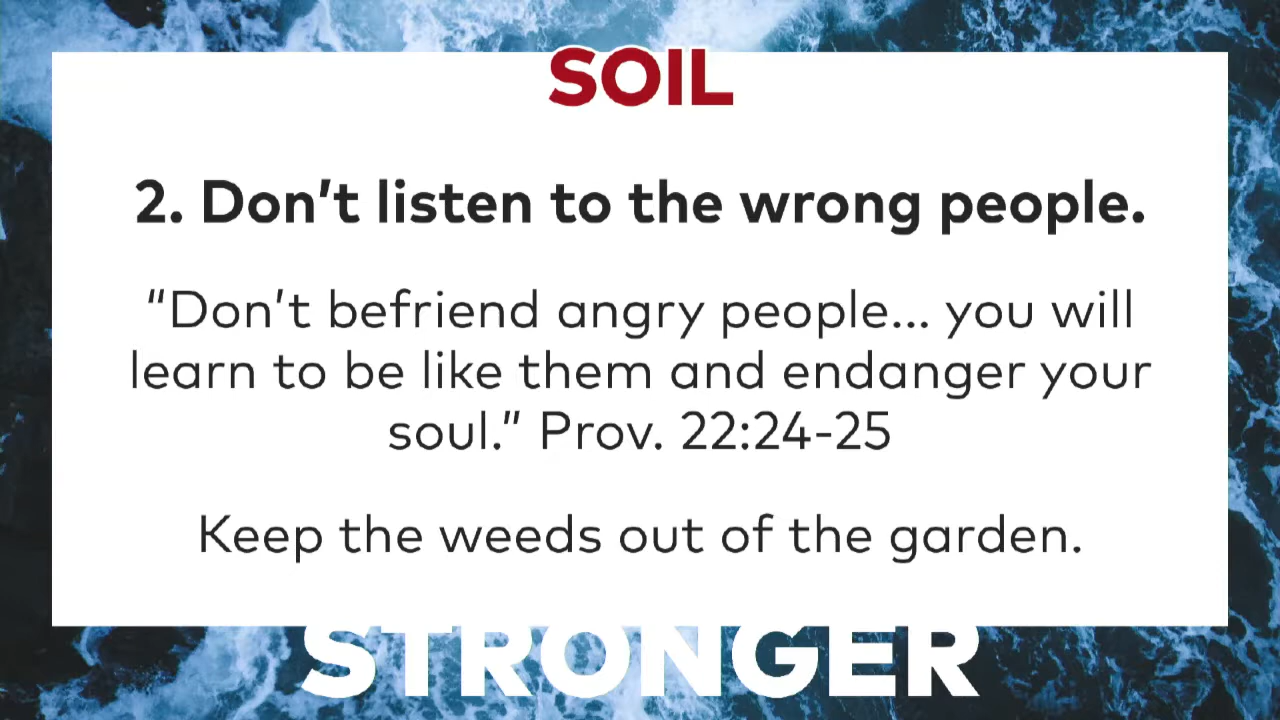 SOIL
2. Don’t listen to the wrong people.
“Don’t befriend angry people... you will
learn to be like them and endanger your
soul.” Prov. 22:24-25
Keep the weeds out of the garden.
STRONGER